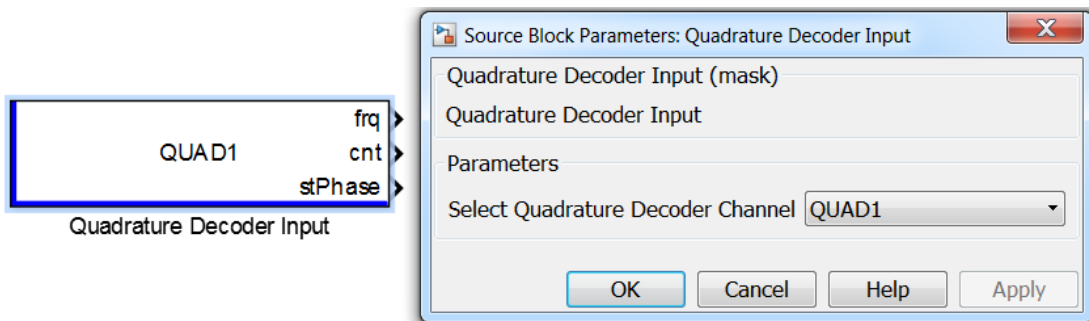 frq
QUAD1
cnt
stPhase
Quadrature Decoder Input
Source Block Parameters: Quadrature Decoder Input
Quadrature Decoder Input (mask)
Quadrature Decoder Input
Parameters
Select Quadrature Decoder Channel QUAD1
OK Cancel Help Apply